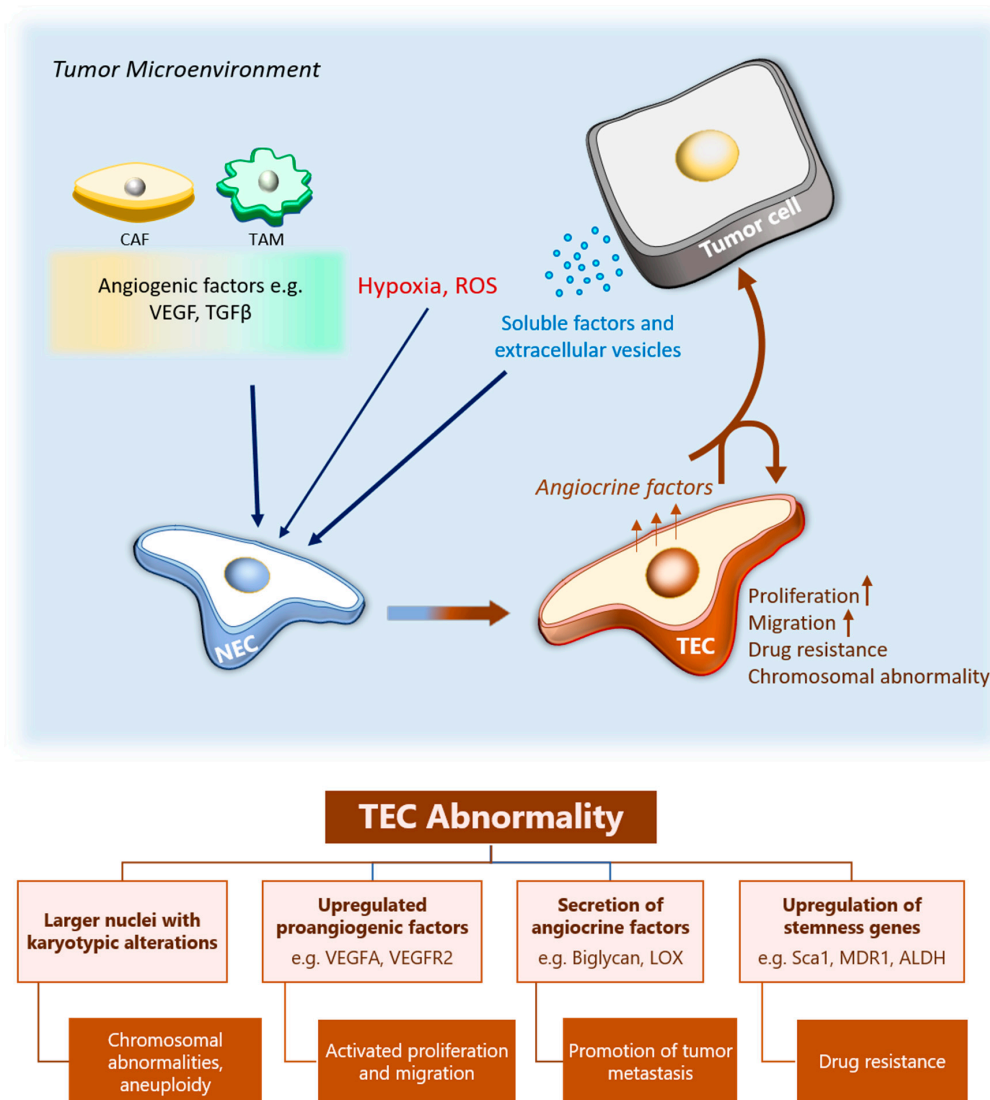 Tumor Microenvironment
CAF
TAM
Angiogenic factors e.g.
VEGF, TGFβ
Hypoxia, ROS
Soluble factors and
extracellular vesicles
Tumor cell
Angiocrine factors
NEC
TEC
Proliferation
Migration
Drug resistance
Chromosomal abnormality
TEC Abnormality
Larger nuclei with
karyotypic alterations
Chromosomal
abnormalities,
aneuploidy
Upregulated
proangiogenic factors
e.g. VEGFA, VEGFR2
Activated proliferation
and migration
Secretion of
angiocrine factors
e.g. Biglycan, LOX
Promotion of tumor
metastasis
Upregulation of
stemness genes
e.g. Sca1, MDR1, ALDH
Drug resistance